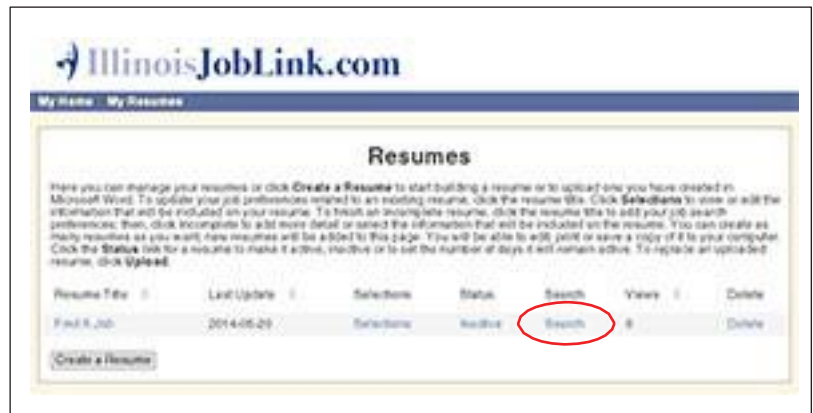 IllinoisJobLink.com
My Home My Resumes
Resumes
Here you can manage your resumes or click Create a Resume to start building a resume or to upload one you have created in
Microsoft Word. To update your job preferences related to an existing resume, click the resume title. Click Selections to view or edit the
information that will be included on your resume. To finish an incomplete resume, click the resume title to add your job search
preferences; then, click Incomplete to add more detail or select the information that will be included on the resume. You can create as
many resumes as you want; new resumes will be added to this page. You will be able to edit, print or save a copy of it to your computer.
Click the Status link for a resume to make it active, inactive or to set the number of days it will remain active. To replace an uploaded
resume, click Upload.
Resume Title Last Update Selections Status Search Views Delete
Find A Job 2014-05-20 Selections Inactive Search Delete
Create a Resume